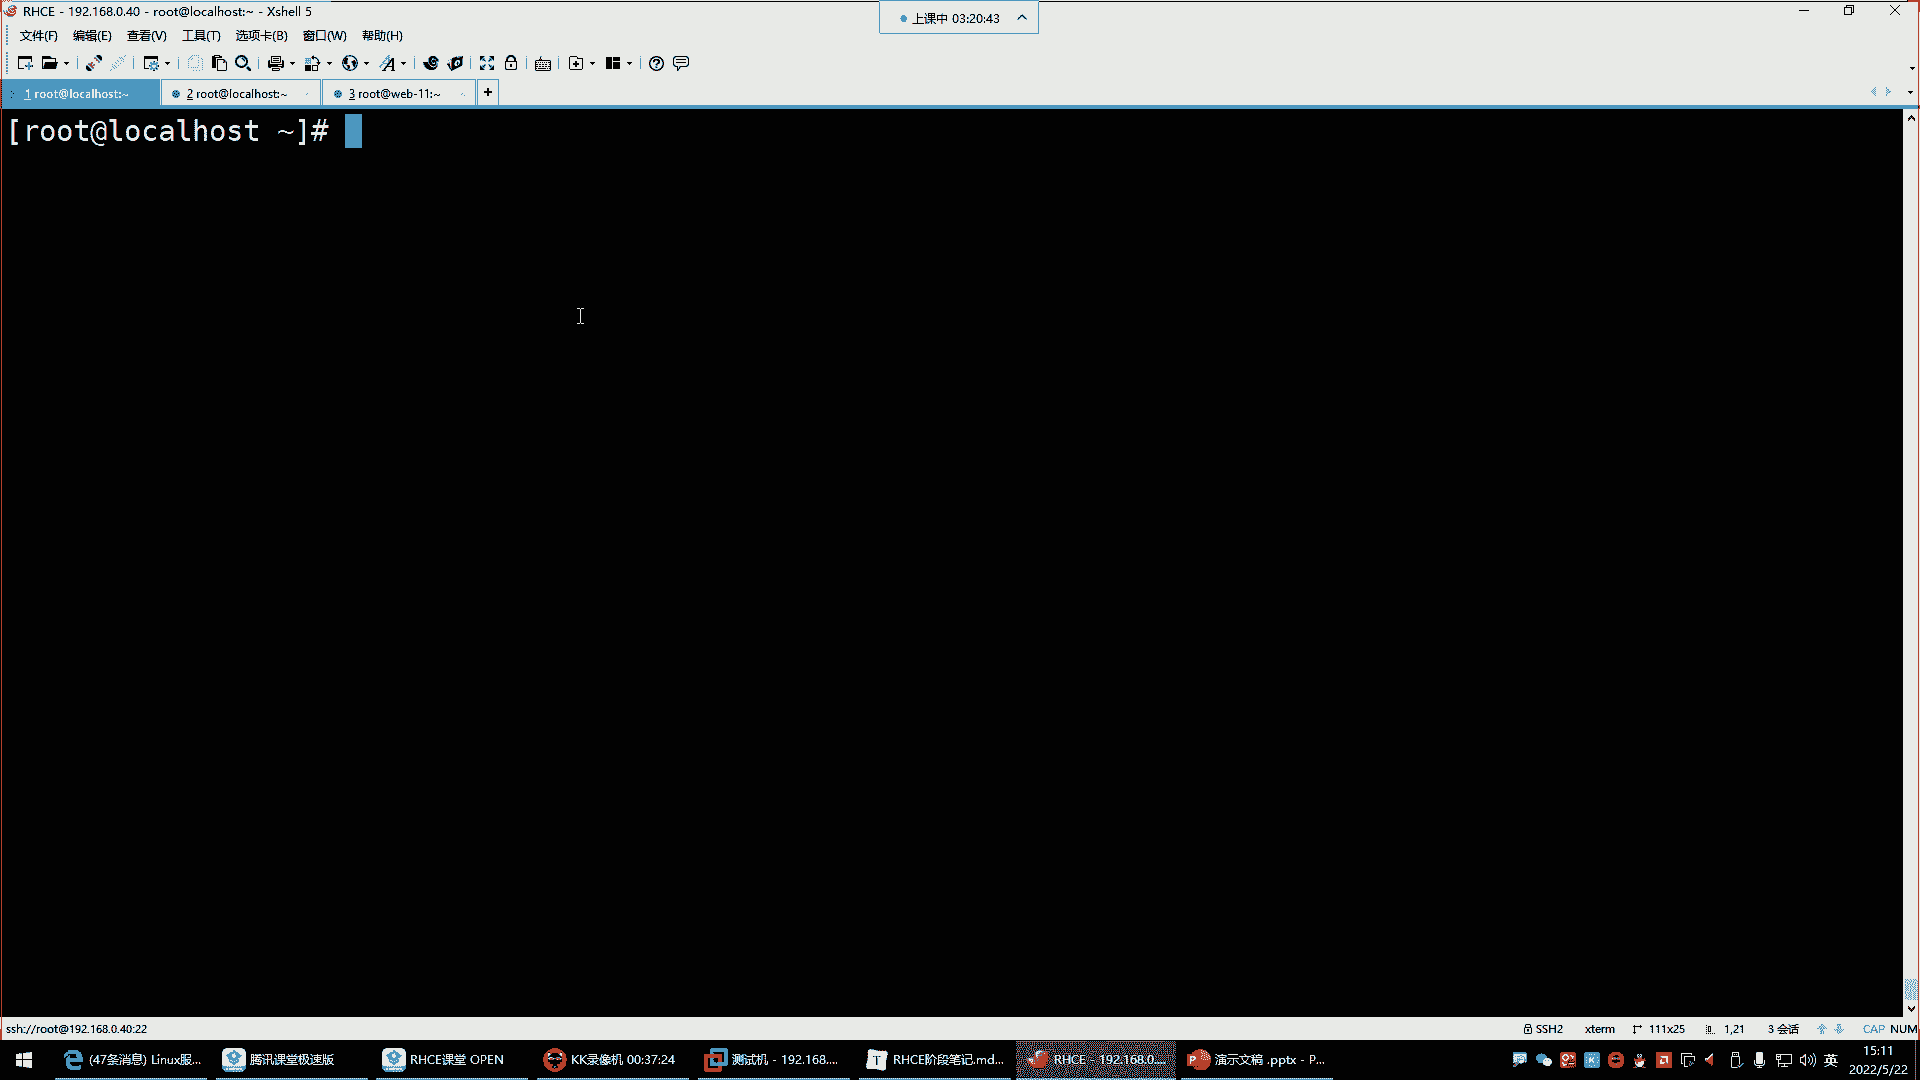 RHCE - 192.168.0.40 - root@localhost:~ - Xshell 5
上课中 03:20:43
文件(F) 编辑(E) 查看(V) 工具(T) 选项卡(B) 窗口(W) 帮助(H)
1 root@localhost:~
2 root@localhost:~
3 root@web-11:~
[root@localhost ~]#
ssh://root@192.168.0.40:22
SSH2 xterm 111x25 1,21 3 会话 CAP NUM
(47条消息) Linux服...
腾讯课堂极速版
RHCE课堂 OPEN
KK录像机 00:37:24
测试机 - 192.168....
RHCE阶段笔记.md...
RHCE - 192.168.0....
演示文稿 .pptx - P...
英
15:11
2022/5/22